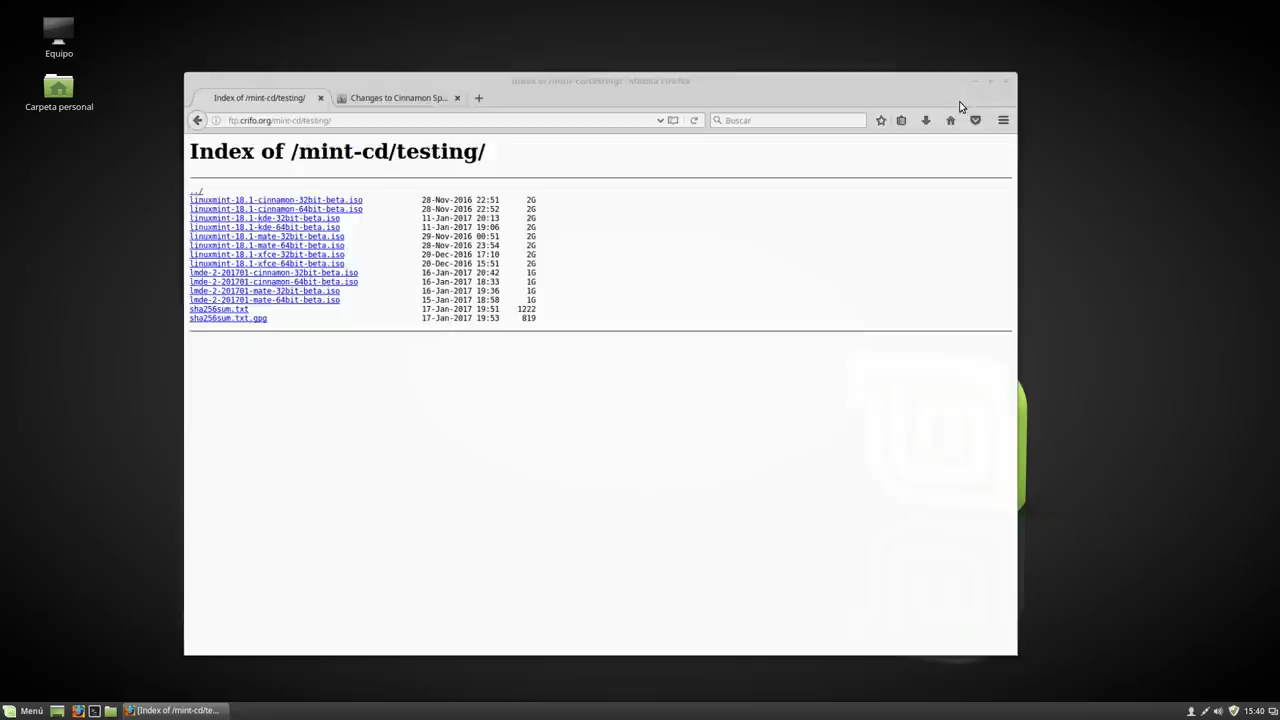 Equipo
Carpeta personal
Index of /mint-cd/testing/ - Mozilla Firefox
Index of /mint-cd/testing/ Changes to Cinnamon Sp...
ftp.crifo.org/mint-cd/testing/ Buscar
Index of /mint-cd/testing/
../
linuxmint-18.1-cinnamon-32bit-beta.iso 28-Nov-2016 22:51 2G
linuxmint-18.1-cinnamon-64bit-beta.iso 28-Nov-2016 22:52 2G
linuxmint-18.1-kde-32bit-beta.iso 11-Jan-2017 20:13 2G
linuxmint-18.1-kde-64bit-beta.iso 11-Jan-2017 19:06 2G
linuxmint-18.1-mate-32bit-beta.iso 29-Nov-2016 00:51 2G
linuxmint-18.1-mate-64bit-beta.iso 28-Nov-2016 23:54 2G
linuxmint-18.1-xfce-32bit-beta.iso 20-Dec-2016 17:10 2G
linuxmint-18.1-xfce-64bit-beta.iso 20-Dec-2016 15:51 2G
lmde-2-201701-cinnamon-32bit-beta.iso 16-Jan-2017 20:42 1G
lmde-2-201701-cinnamon-64bit-beta.iso 16-Jan-2017 18:33 1G
lmde-2-201701-mate-32bit-beta.iso 16-Jan-2017 19:36 1G
lmde-2-201701-mate-64bit-beta.iso 15-Jan-2017 18:58 1G
sha256sum.txt 17-Jan-2017 19:51 1222
sha256sum.txt.gpg 17-Jan-2017 19:53 819
Menú [Index of /mint-cd/te... 15:40